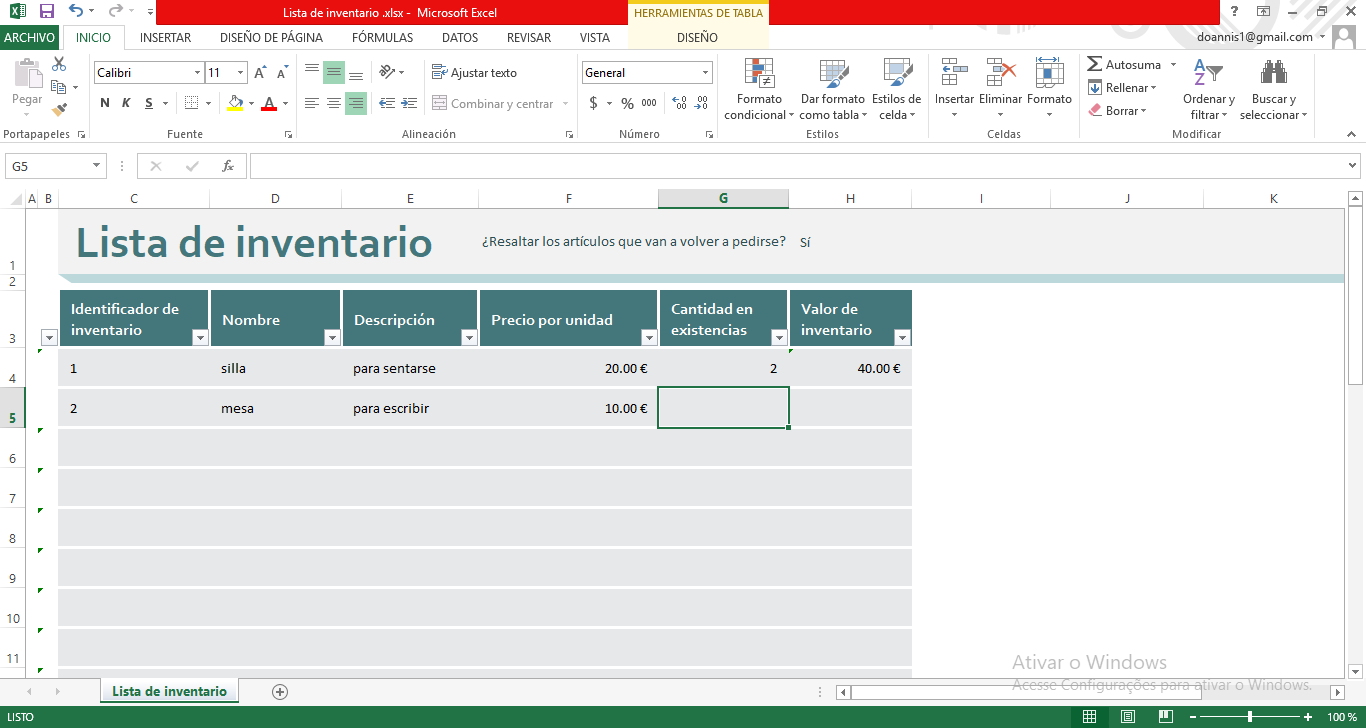 Lista de inventario .xlsx - Microsoft Excel
HERRAMIENTAS DE TABLA
?
ARCHIVO INICIO INSERTAR DISEÑO DE PÁGINA FÓRMULAS DATOS REVISAR VISTA DISEÑO
doannis1@gmail.com
Pegar
Portapapeles
Calibri 11
N K S
Fuente
Ajustar texto
Combinar y centrar
Alineación
General
$ % 000
Número
Formato condicional
Dar formato como tabla
Estilos de celda
Estilos
Insertar Eliminar Formato
Celdas
Autosuma
Rellenar
Borrar
Ordenar y filtrar
Buscar y seleccionar
Modificar
G5
fx
A B C D E F G H I J K
1
Lista de inventario
¿Resaltar los artículos que van a volver a pedirse? Sí
2
3
Identificador de inventario
Nombre
Descripción
Precio por unidad
Cantidad en existencias
Valor de inventario
4 1 silla para sentarse 20.00 € 2 40.00 €
5 2 mesa para escribir 10.00 €
6
7
8
9
10
11
Ativar o Windows
Acesse Configurações para ativar o Windows.
Lista de inventario
LISTO
100 %